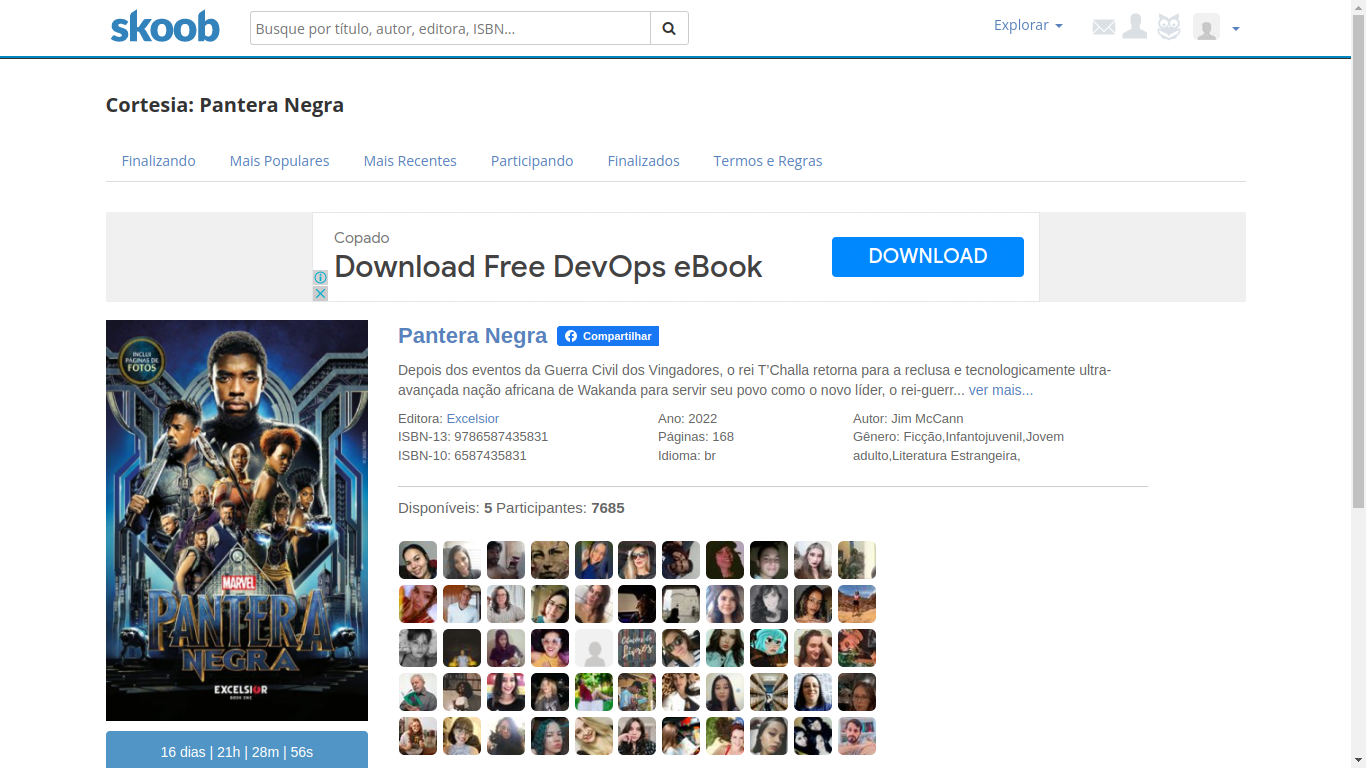 skoob
Busque por título, autor, editora, ISBN...
Explorar
Cortesia: Pantera Negra
Finalizando Mais Populares Mais Recentes Participando Finalizados Termos e Regras
Copado
Download Free DevOps eBook
DOWNLOAD
INCLUI
PÁGINAS DE
FOTOS
MARVEL
PANTERA
NEGRA
EXCELSIOR
BOOK ONE
16 dias | 21h | 28m | 56s
Pantera Negra
Compartilhar
Depois dos eventos da Guerra Civil dos Vingadores, o rei T'Challa retorna para a reclusa e tecnologicamente ultra-
avançada nação africana de Wakanda para servir seu povo como o novo líder, o rei-guerr... ver mais...
Editora: Excelsior
ISBN-13: 9786587435831
ISBN-10: 6587435831
Ano: 2022
Páginas: 168
Idioma: br
Autor: Jim McCann
Gênero: Ficção,Infantojuvenil,Jovem
adulto,Literatura Estrangeira,
Disponíveis: 5 Participantes: 7685